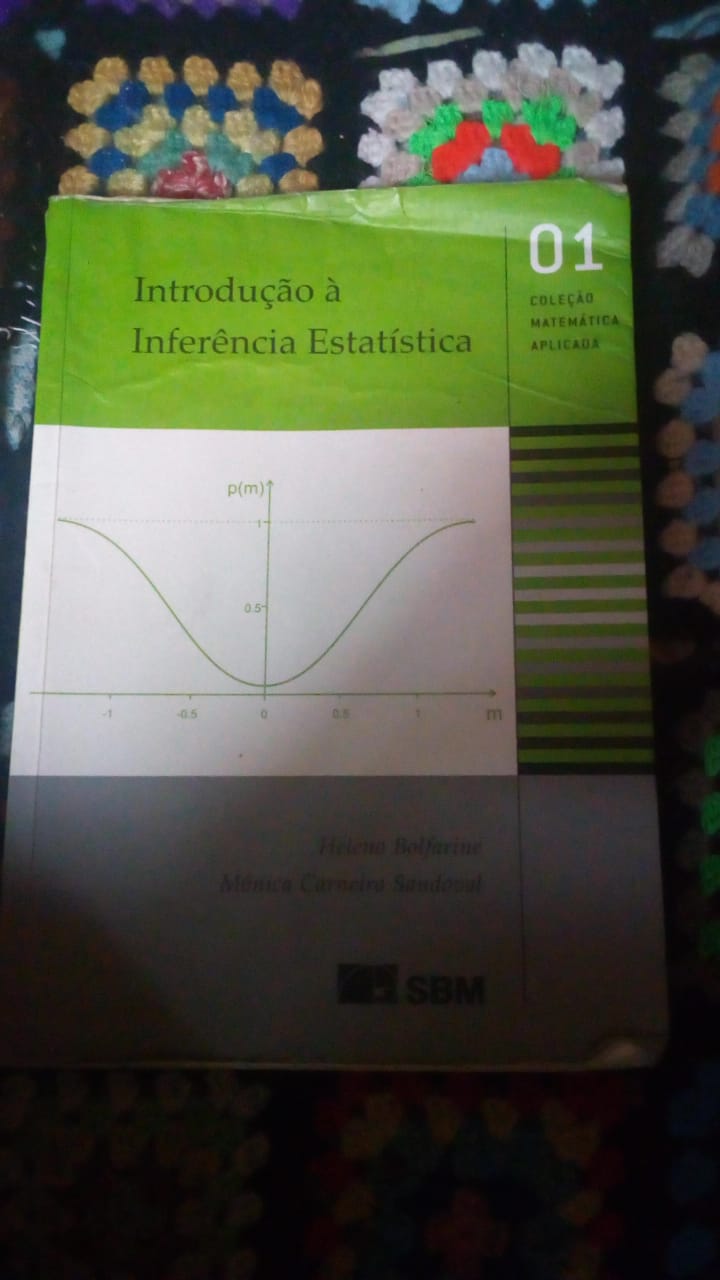 Introdução à
Inferência Estatística
01
COLEÇÃO
MATEMÁTICA
APLICADA
p(m)
1
0.5
-1 -0.5 0 0.5 1 m
Heleno Bolfarine
Mônica Carneiro Sandoval
SBM